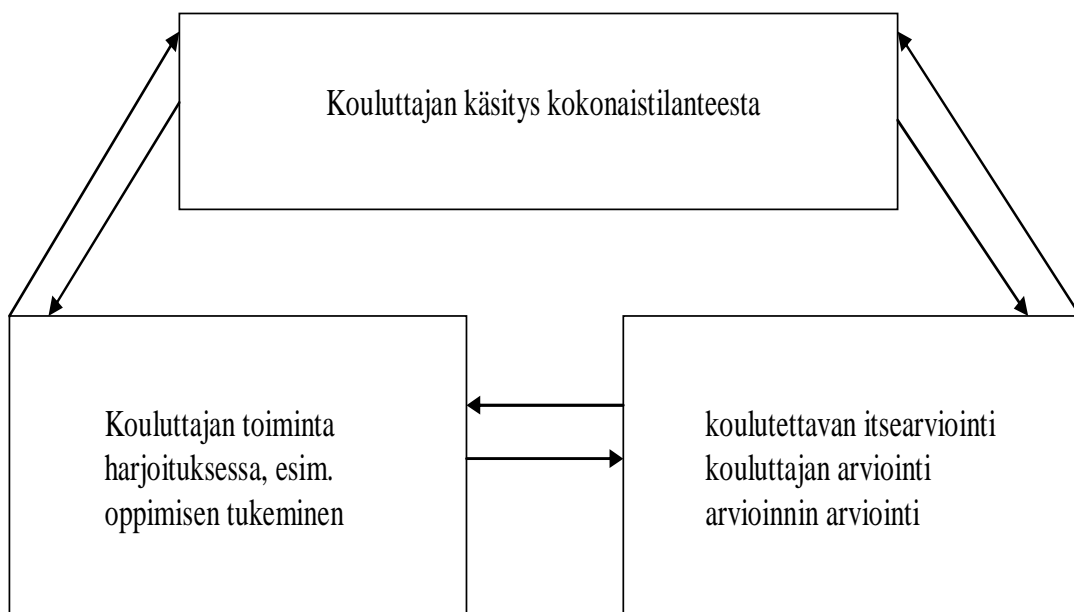 Kouluttajan käsitys kokonaistilanteesta
Kouluttajan toiminta
harjoituksessa, esim.
oppimisen tukeminen
koulutettavan itsearviointi
kouluttajan arviointi
arvioinnin arviointi